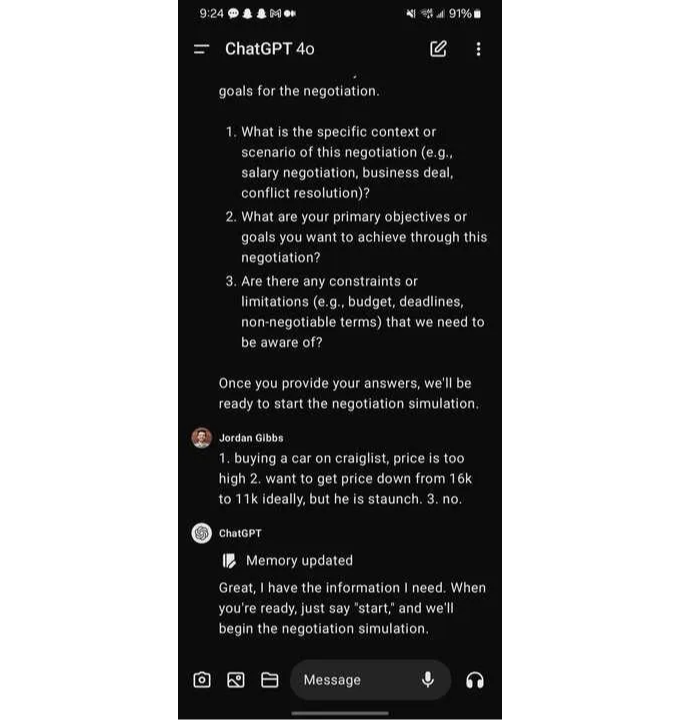 9:24
91%
ChatGPT 4o
goals for the negotiation.
1. What is the specific context or
scenario of this negotiation (e.g.,
salary negotiation, business deal,
conflict resolution)?
2. What are your primary objectives or
goals you want to achieve through this
negotiation?
3. Are there any constraints or
limitations (e.g., budget, deadlines,
non-negotiable terms) that we need to
be aware of?
Once you provide your answers, we'll be
ready to start the negotiation simulation.
Jordan Gibbs
1. buying a car on craiglist, price is too
high 2. want to get price down from 16k
to 11k ideally, but he is staunch. 3. no.
ChatGPT
Memory updated
Great, I have the information I need. When
you're ready, just say "start," and we'll
begin the negotiation simulation.
Message